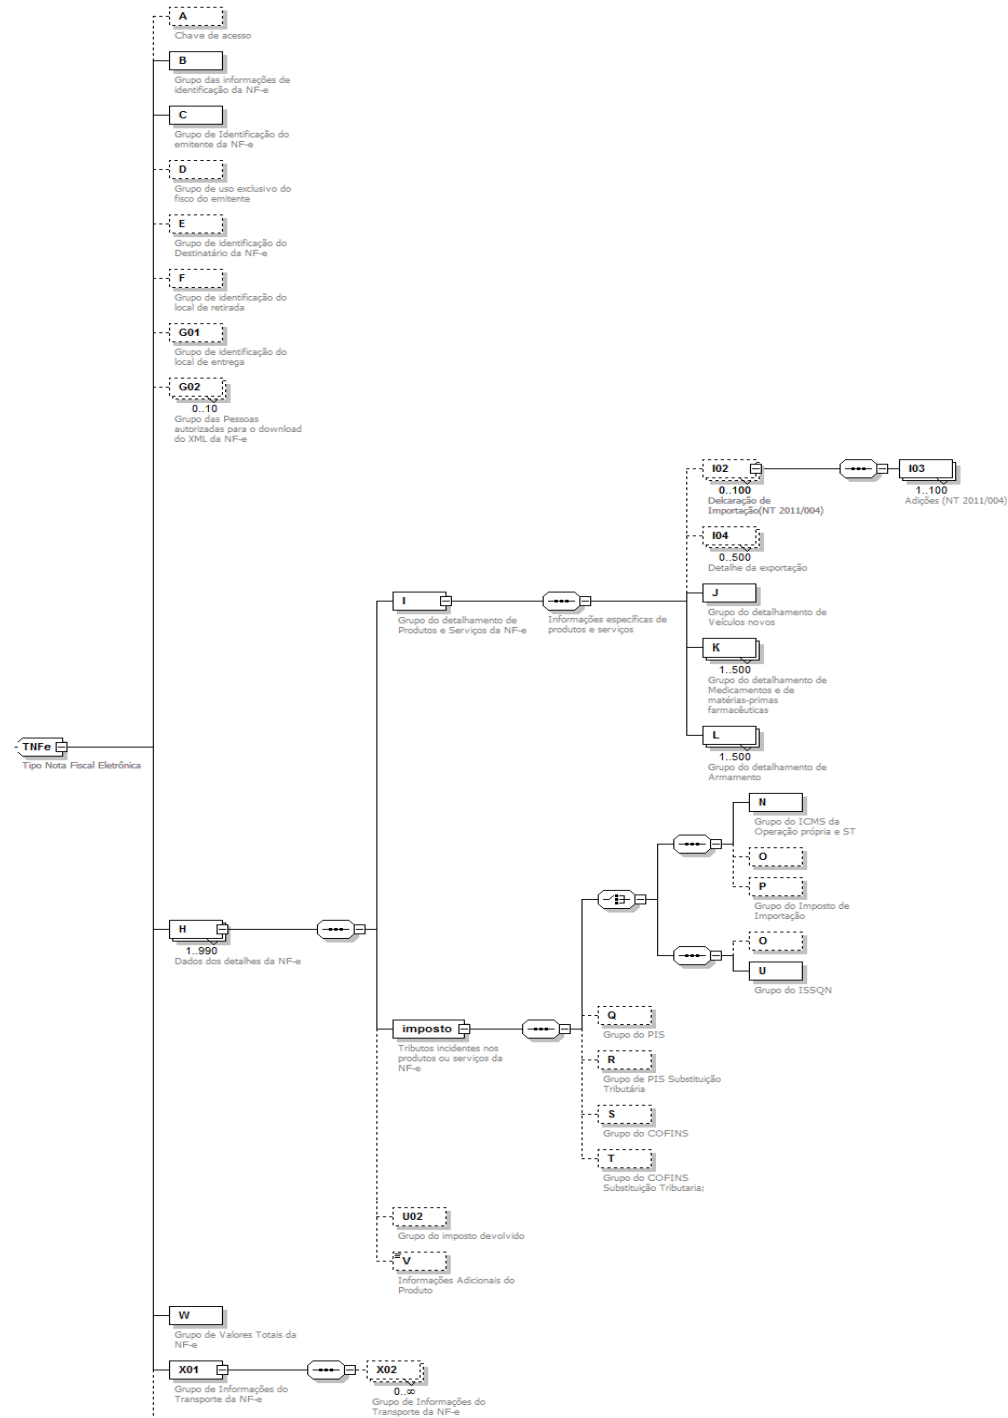 A
Chave de acesso
B
Grupo das informações de
identificação da NF-e
C
Grupo de Identificação do
emitente da NF-e
D
Grupo de uso exclusivo do
fisco do emitente
E
Grupo de identificação do
Destinatário da NF-e
F
Grupo de identificação do
local de retirada
G01
Grupo de identificação do
local de entrega
G02
0..10
Grupo das Pessoas
autorizadas para o download
do XML da NF-e
I02
0..100
Delcaração de
Importação(NT 2011/004)
I03
1..100
Adições (NT 2011/004)
I04
0..500
Detalhe da exportação
I
Grupo do detalhamento de
Produtos e Serviços da NF-e
Informações específicas de
produtos e serviços
J
Grupo do detalhamento de
Veículos novos
K
1..500
Grupo do detalhamento de
Medicamentos e de
matérias-primas
farmacêuticas
L
1..500
Grupo do detalhamento de
Armamento
TNFe
Tipo Nota Fiscal Eletrônica
N
Grupo do ICMS da
Operação própria e ST
O
P
Grupo do Imposto de
Importação
H
1..990
Dados dos detalhes da NF-e
O
U
Grupo do ISSQN
imposto
Tributos incidentes nos
produtos ou serviços da
NF-e
Q
Grupo do PIS
R
Grupo de PIS Substituição
Tributária
S
Grupo do COFINS
T
Grupo do COFINS
Substituição Tributaria;
U02
Grupo do imposto devolvido
V
Informações Adicionais do
Produto
W
Grupo de Valores Totais da
NF-e
X01
Grupo de Informações do
Transporte da NF-e
X02
0..∞
Grupo de Informações do
Transporte da NF-e